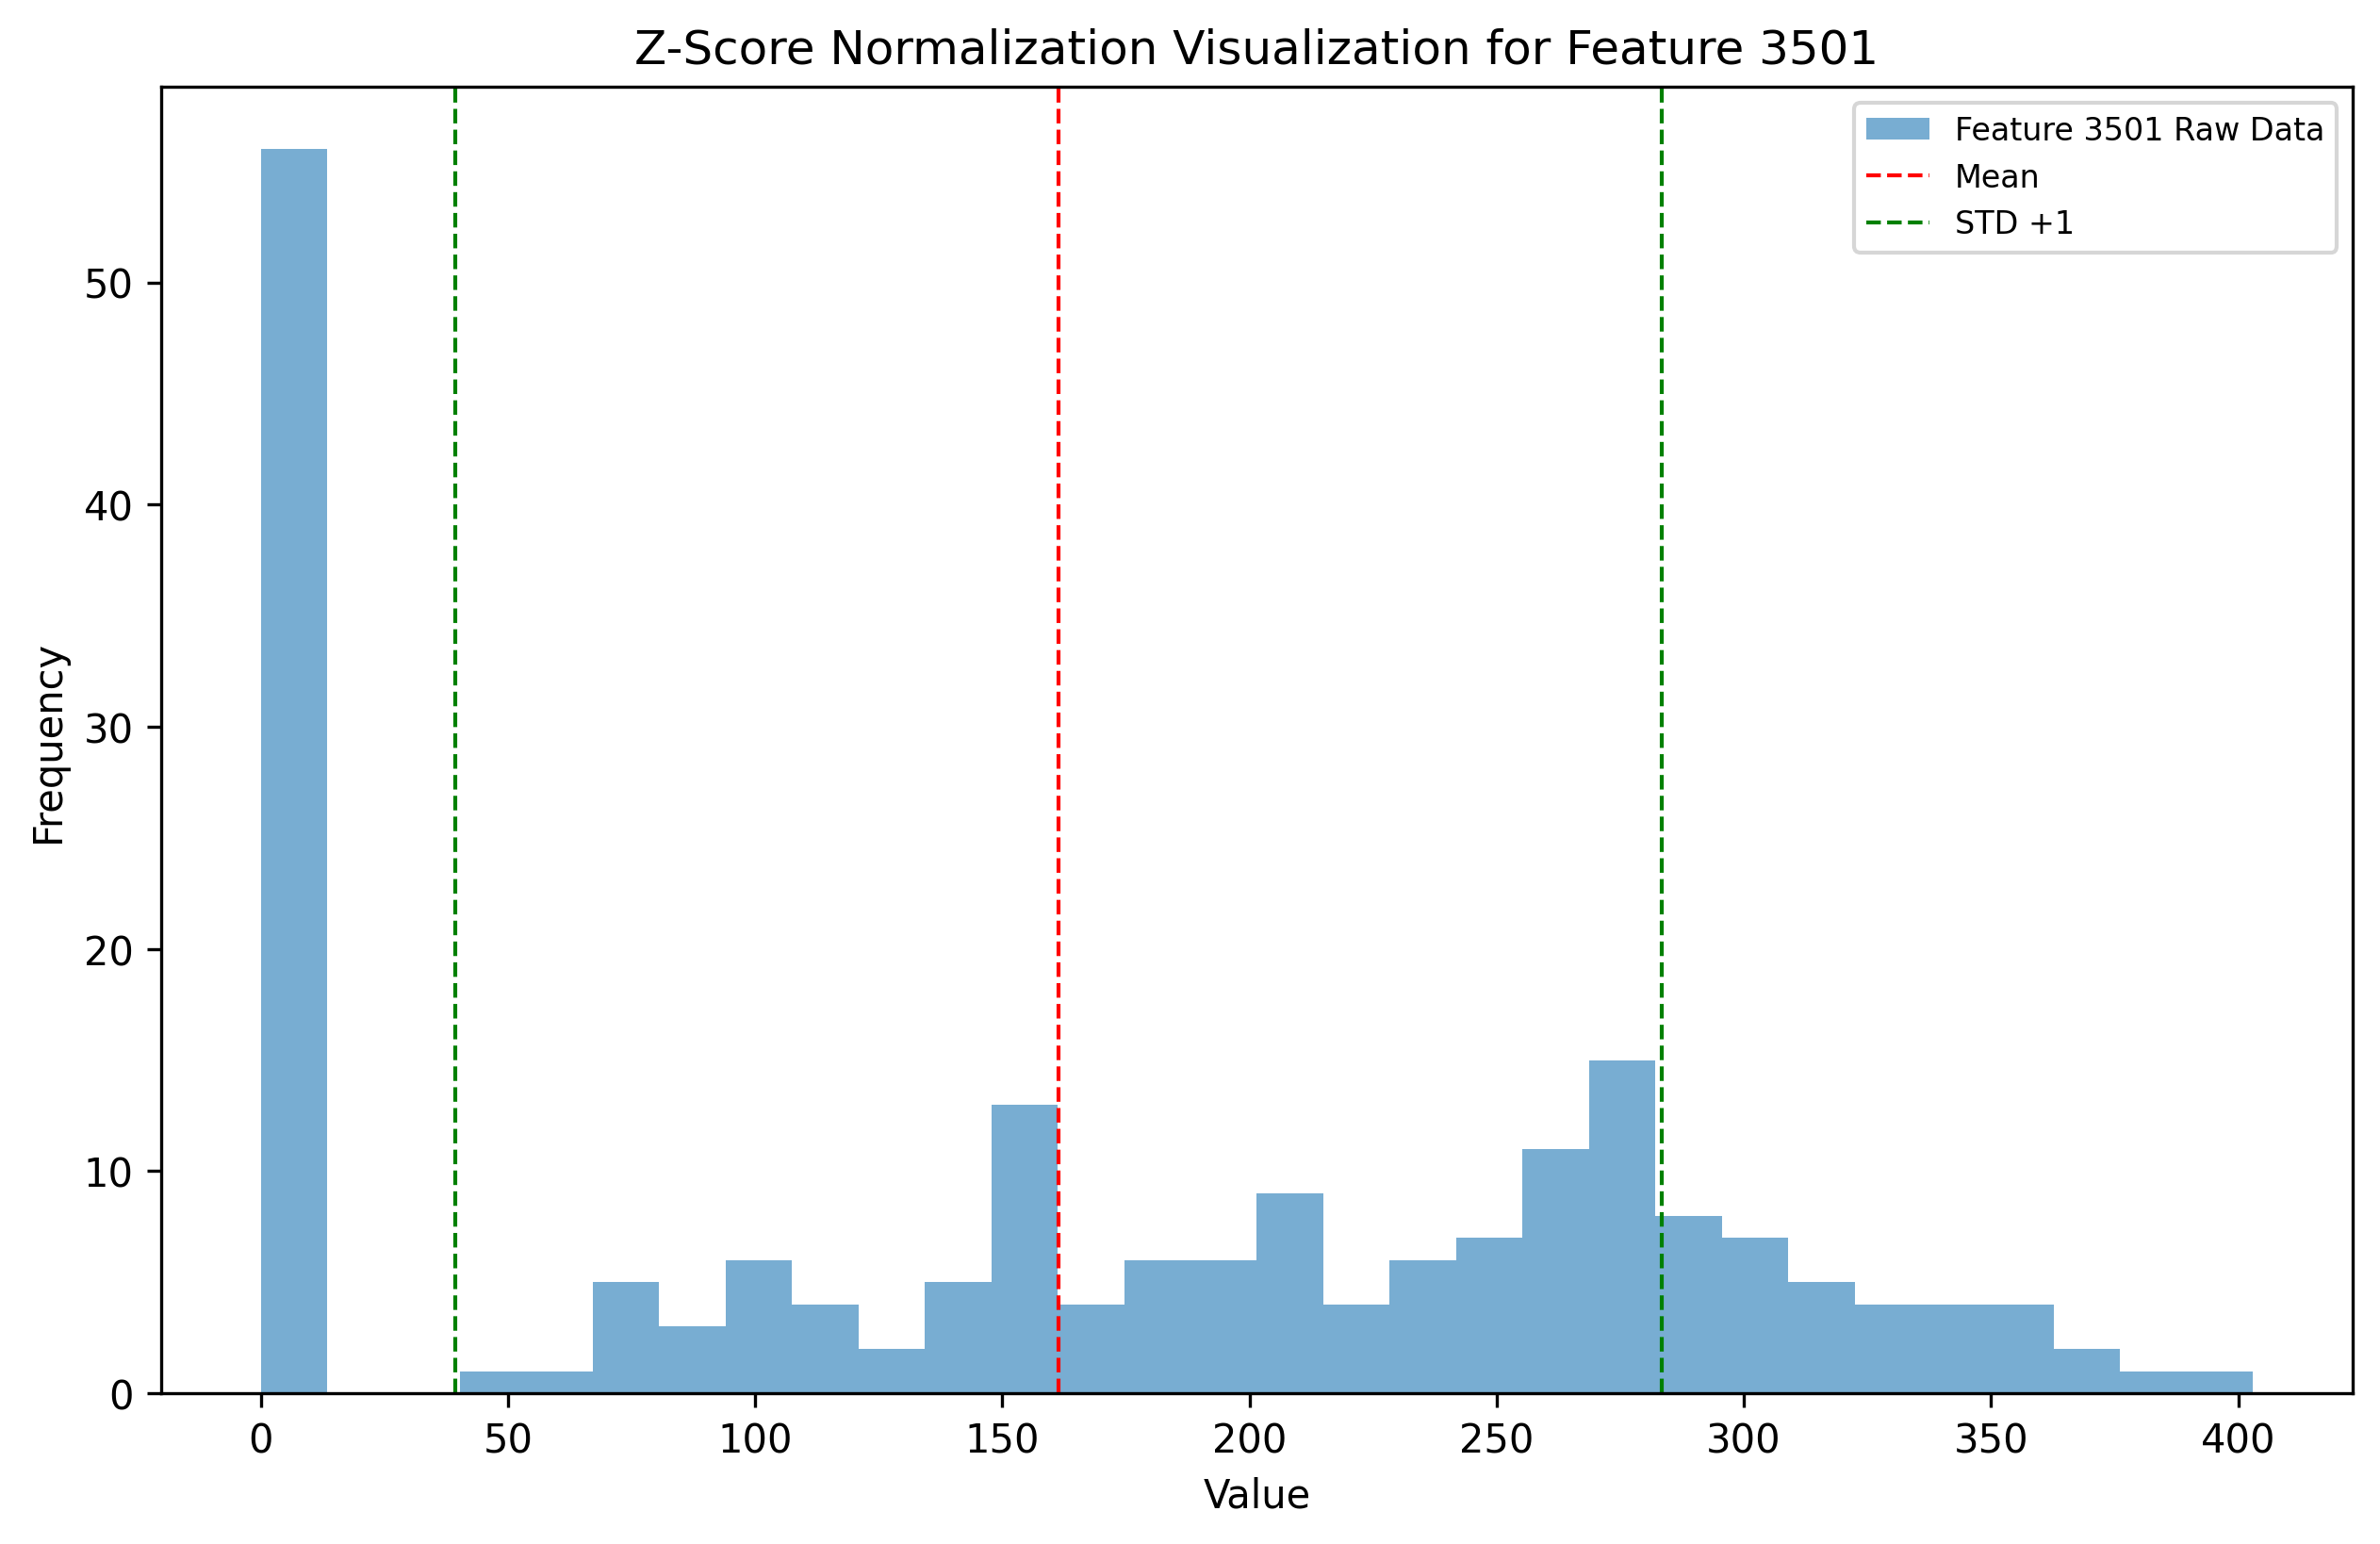 Z-Score Normalization Visualization for Feature 3501
Feature 3501 Raw Data
Mean
STD +1
50
40
30
20
10
0
Frequency
0 50 100 150 200 250 300 350 400
Value